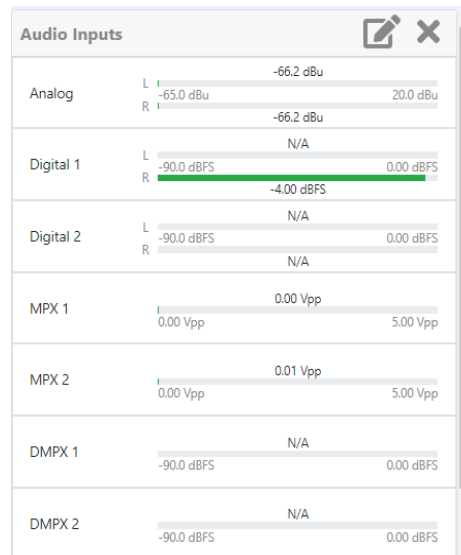 Audio Inputs
-66.2 dBu
Analog
L
-65.0 dBu 20.0 dBu
R
-66.2 dBu
N/A
Digital 1
L
-90.0 dBFS 0.00 dBFS
R
-4.00 dBFS
N/A
Digital 2
L
-90.0 dBFS 0.00 dBFS
R
N/A
0.00 Vpp
MPX 1
0.00 Vpp 5.00 Vpp
0.01 Vpp
MPX 2
0.00 Vpp 5.00 Vpp
N/A
DMPX 1
-90.0 dBFS 0.00 dBFS
N/A
DMPX 2
-90.0 dBFS 0.00 dBFS